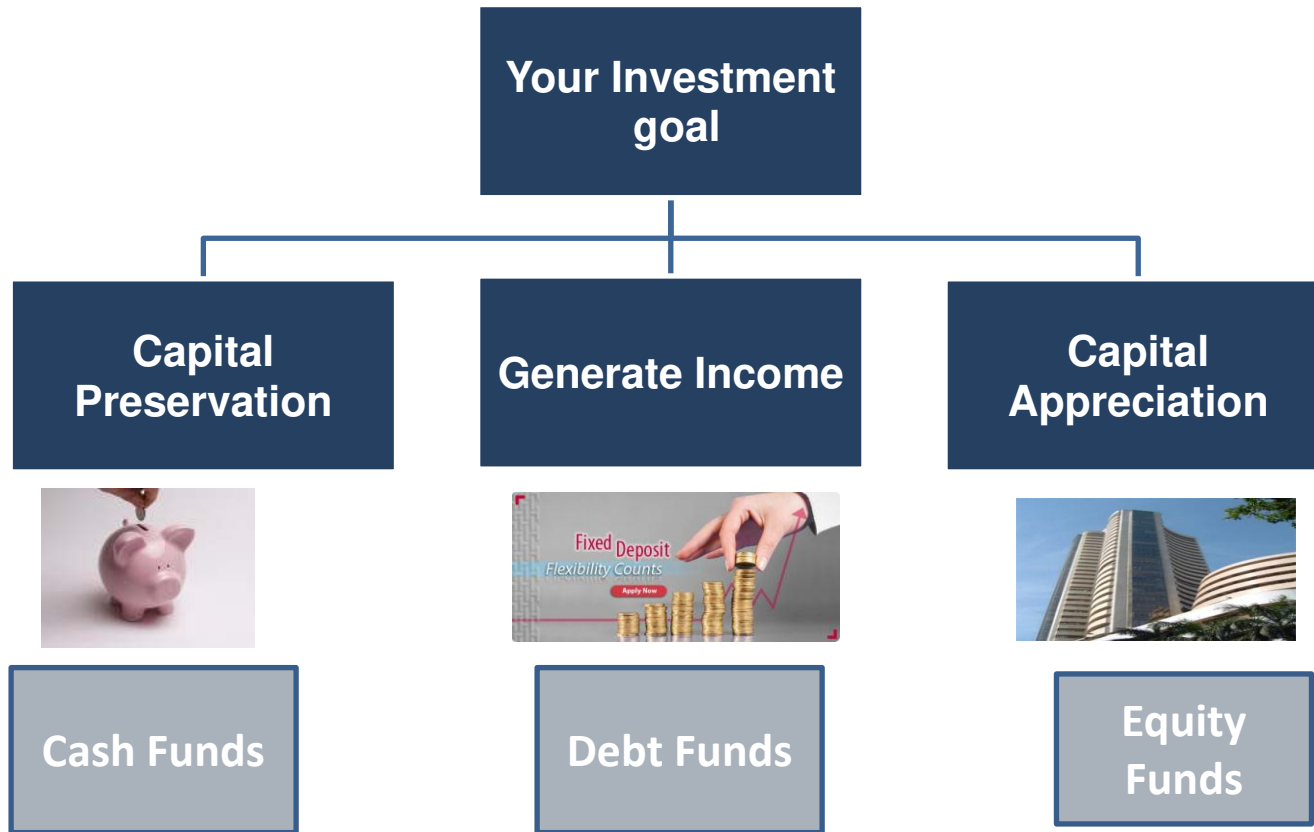 Your Investment
goal
Capital
Preservation
Generate Income
Capital
Appreciation
Fixed Deposit
Flexibility Counts
Apply Now
Cash Funds
Debt Funds
Equity
Funds